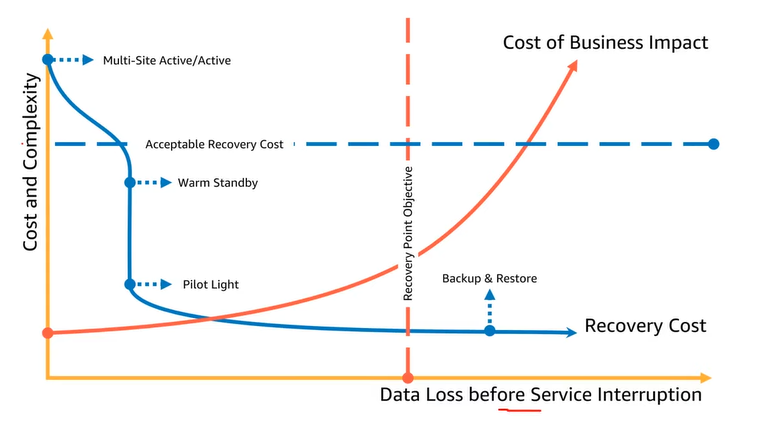 Cost of Business Impact
Multi-Site Active/Active
Cost and Complexity
Acceptable Recovery Cost
Warm Standby
Recovery Point Objective
Pilot Light
Backup & Restore
Recovery Cost
Data Loss before Service Interruption